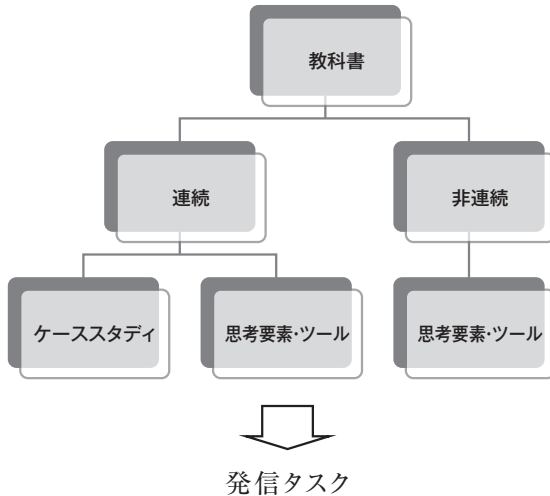 教科書
連続
非連続
ケーススタディ
思考要素・ツール
思考要素・ツール
発信タスク